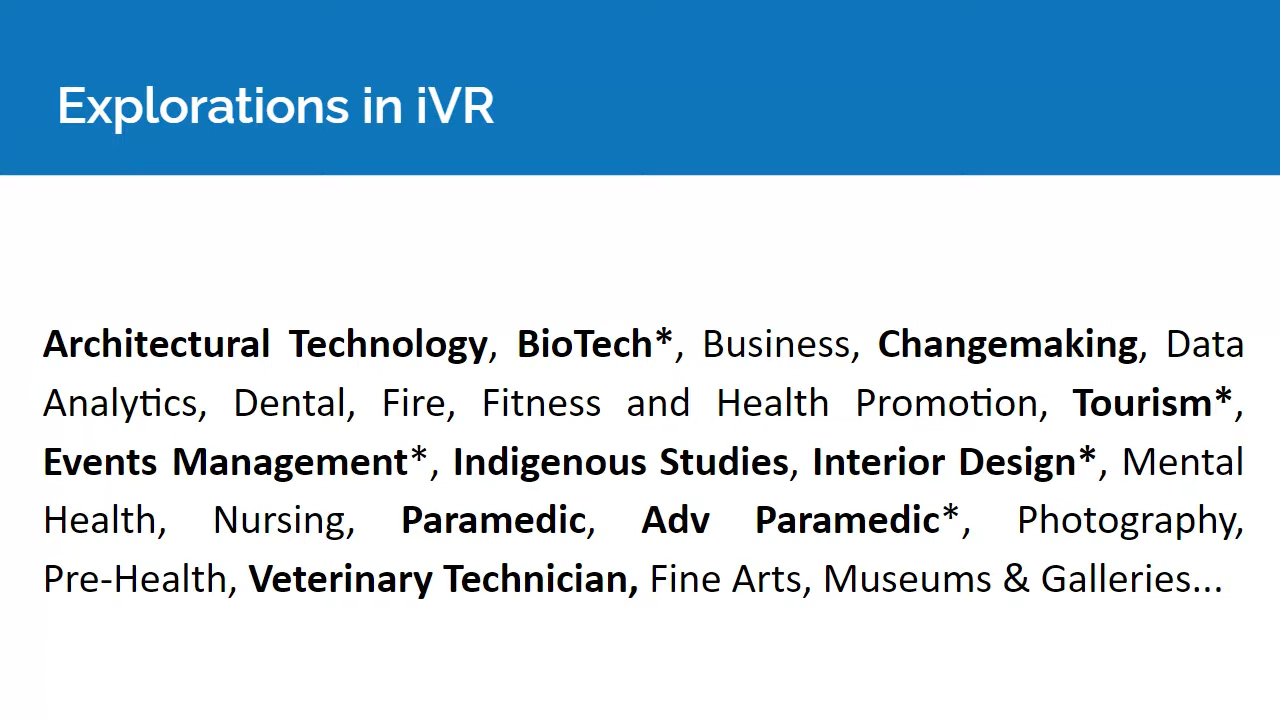 Explorations in iVR
Architectural Technology, BioTech*, Business, Changemaking, Data
Analytics, Dental, Fire, Fitness and Health Promotion, Tourism*,
Events Management*, Indigenous Studies, Interior Design*, Mental
Health, Nursing, Paramedic, Adv Paramedic*, Photography,
Pre-Health, Veterinary Technician, Fine Arts, Museums & Galleries...